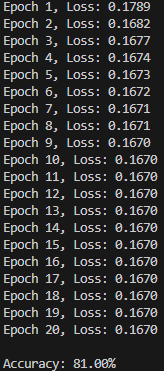 Epoch 1, Loss: 0.1789
Epoch 2, Loss: 0.1682
Epoch 3, Loss: 0.1677
Epoch 4, Loss: 0.1674
Epoch 5, Loss: 0.1673
Epoch 6, Loss: 0.1672
Epoch 7, Loss: 0.1671
Epoch 8, Loss: 0.1671
Epoch 9, Loss: 0.1670
Epoch 10, Loss: 0.1670
Epoch 11, Loss: 0.1670
Epoch 12, Loss: 0.1670
Epoch 13, Loss: 0.1670
Epoch 14, Loss: 0.1670
Epoch 15, Loss: 0.1670
Epoch 16, Loss: 0.1670
Epoch 17, Loss: 0.1670
Epoch 18, Loss: 0.1670
Epoch 19, Loss: 0.1670
Epoch 20, Loss: 0.1670
Accuracy: 81.00%